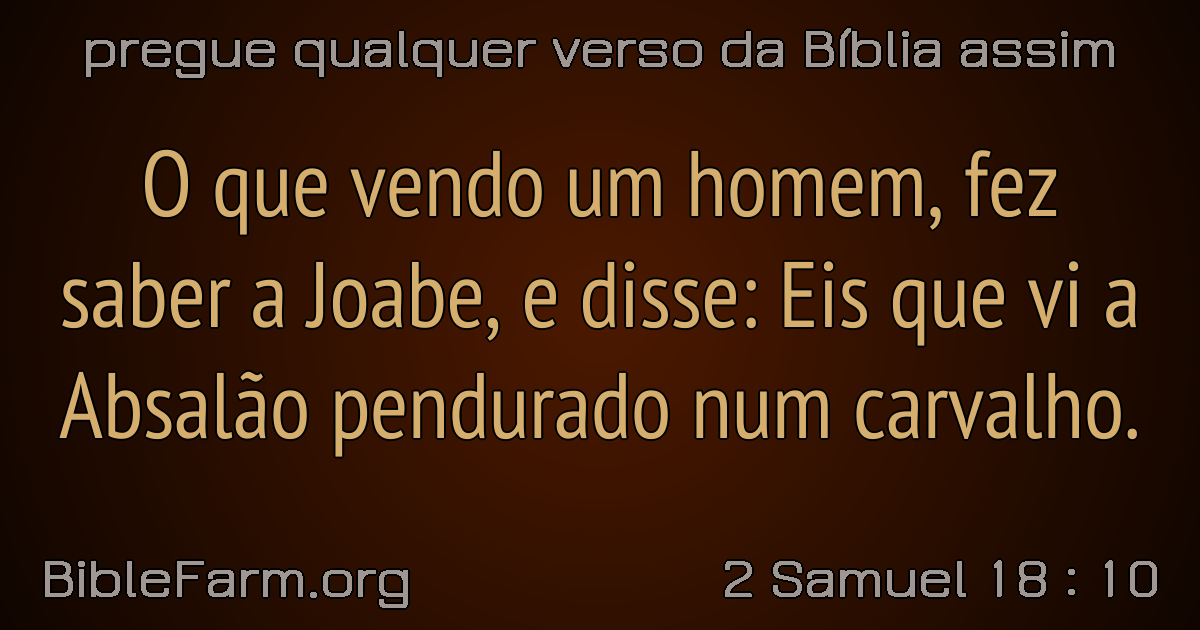 pregue qualquer verso da Bíblia assim
O que vendo um homem, fez
saber a Joabe, e disse: Eis que vi a
Absalão pendurado num carvalho.
BibleFarm.org
2 Samuel 18 : 10